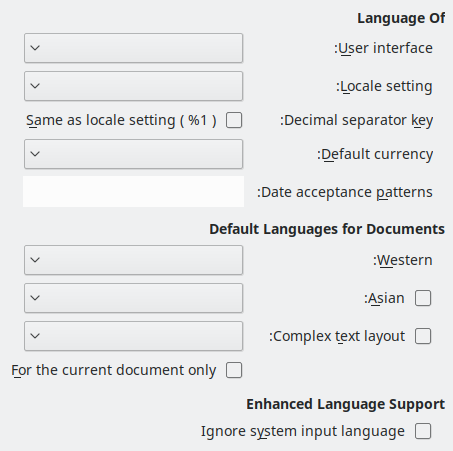 Language Of
User interface:
Locale setting:
Decimal separator key: Same as locale setting ( %1 )
Default currency:
Date acceptance patterns:
Default Languages for Documents
Western:
Asian:
Complex text layout:
For the current document only
Enhanced Language Support
Ignore system input language